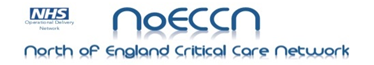 NHS
Operational Delivery
Network
NoECCN
North oF England Critical Care Network